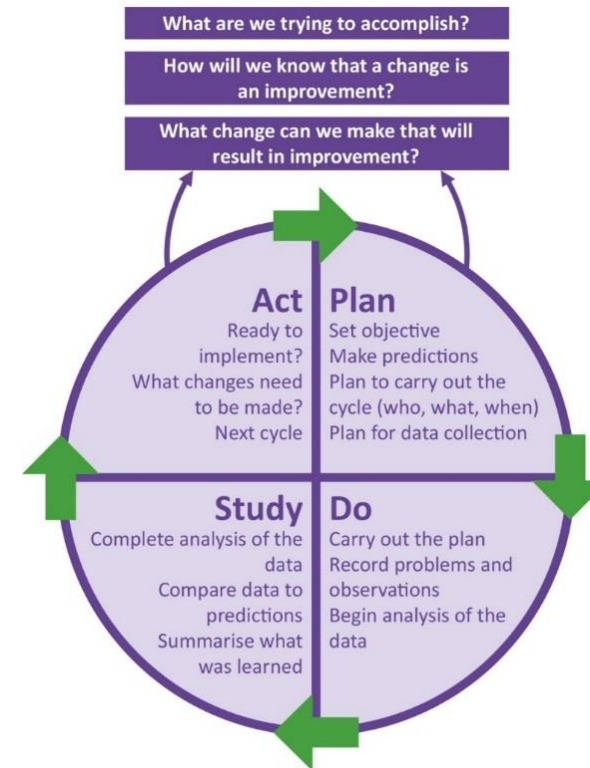 What are we trying to accomplish?
How will we know that a change is
an improvement?
What change can we make that will
result in improvement?
Act
Ready to
implement?
What changes need
to be made?
Next cycle
Plan
Set objective
Make predictions
Plan to carry out the
cycle (who, what, when)
Plan for data collection
Study
Complete analysis of the
data
Compare data to
predictions
Summarise what
was learned
Do
Carry out the plan
Record problems and
observations
Begin analysis of the
data